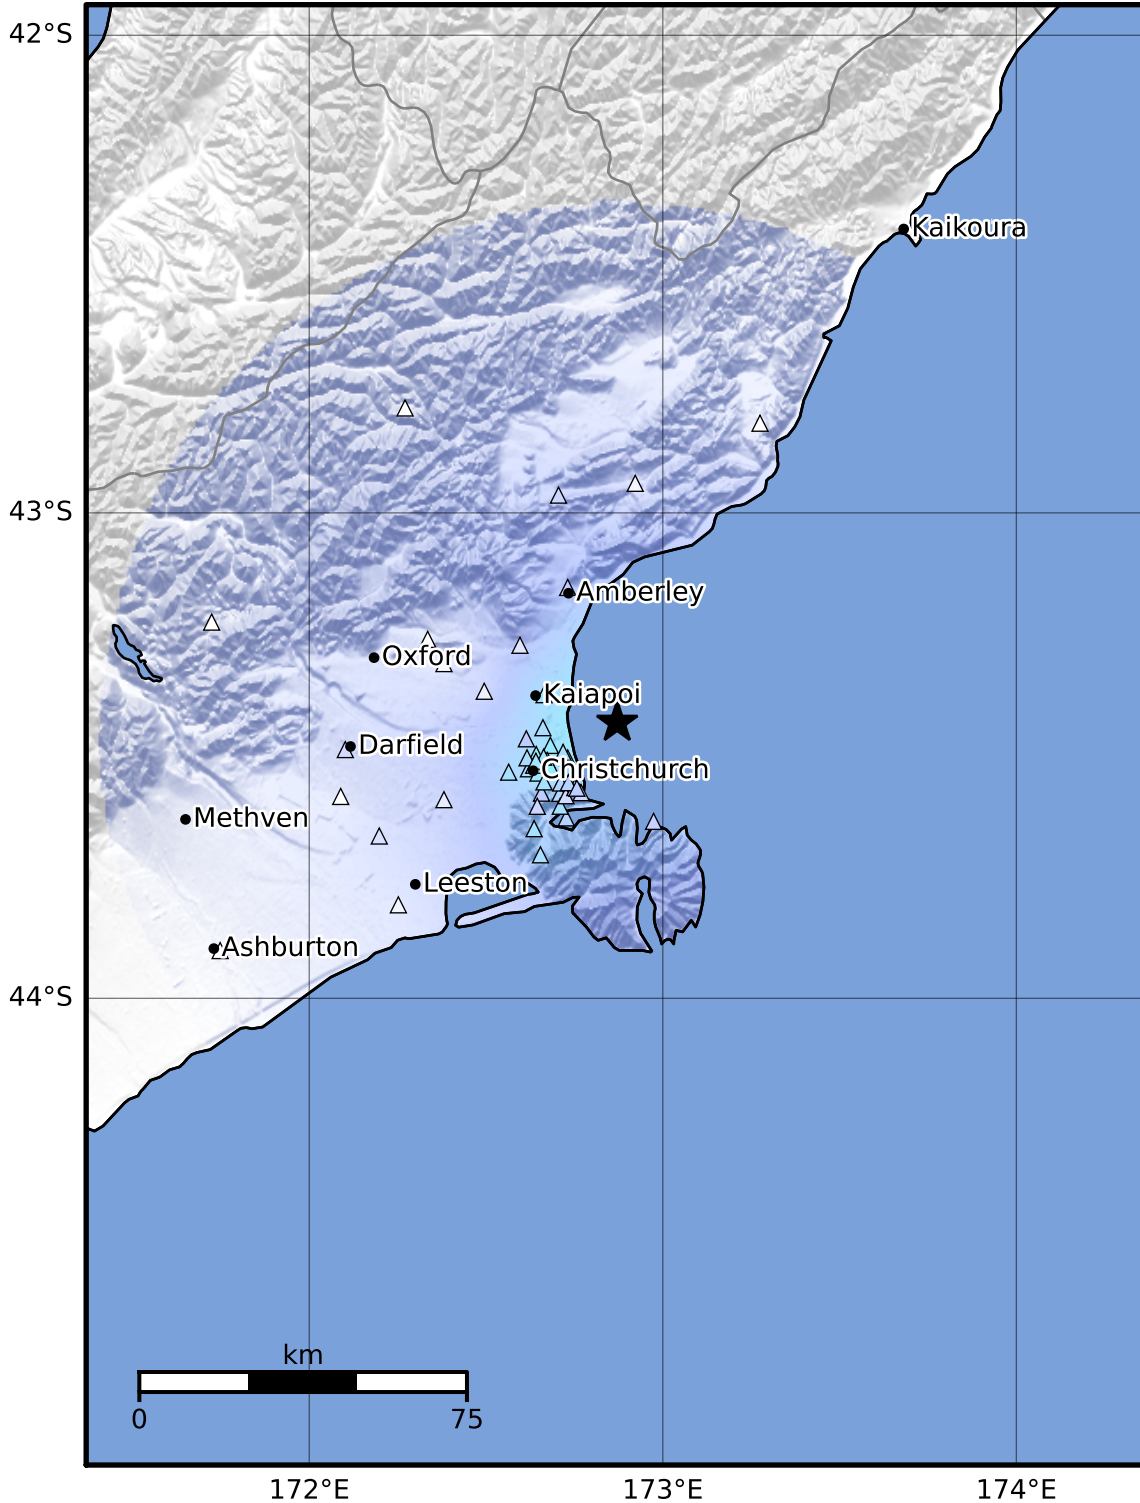 42°S
Kaikoura
43°S
Amberley
Oxford
Kaiapoi
Darfield
Christchurch
Methven
Leeston
Ashburton
44°S
km
0
75
172°E
173°E
174°E